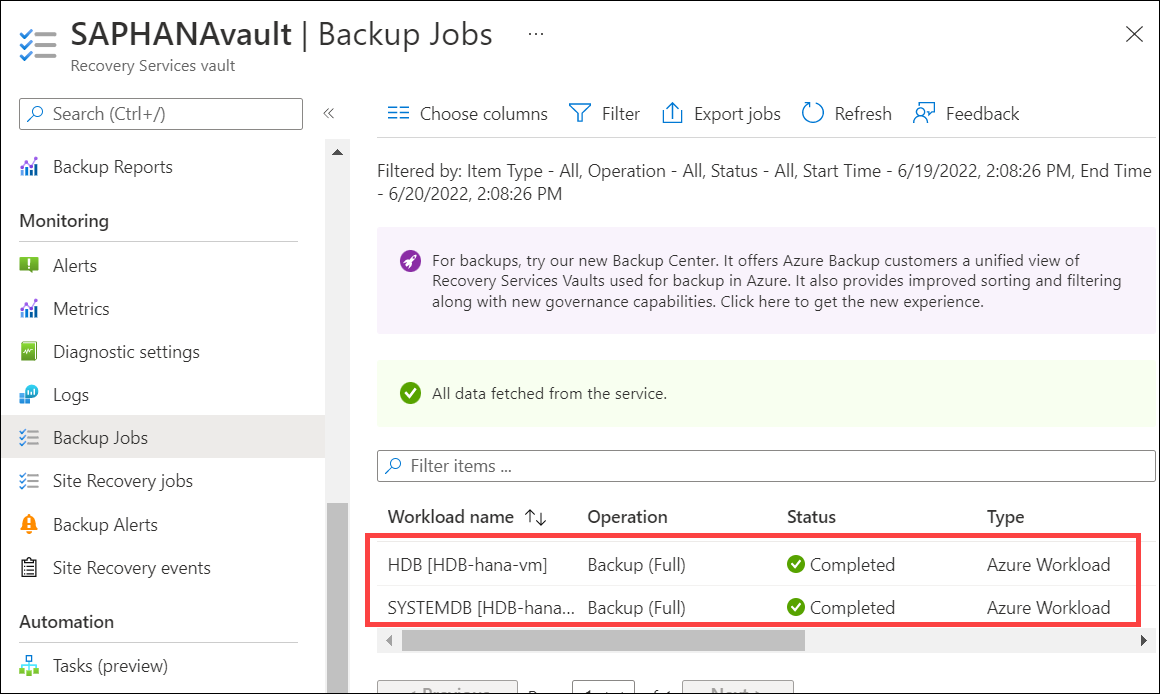 SAPHANAvault | Backup Jobs ...
Recovery Services vault
Search (Ctrl+/)
«
Backup Reports
Monitoring
Alerts
Metrics
Diagnostic settings
Logs
Backup Jobs
Site Recovery jobs
Backup Alerts
Site Recovery events
Automation
Tasks (preview)
Choose columns Filter Export jobs Refresh Feedback
Filtered by: Item Type - All, Operation - All, Status - All, Start Time - 6/19/2022, 2:08:26 PM, End Time
- 6/20/2022, 2:08:26 PM
For backups, try our new Backup Center. It offers Azure Backup customers a unified view of
Recovery Services Vaults used for backup in Azure. It also provides improved sorting and filtering
along with new governance capabilities. Click here to get the new experience.
All data fetched from the service.
Filter items ...
Workload name Operation Status Type
HDB [HDB-hana-vm] Backup (Full) Completed Azure Workload
SYSTEMDB [HDB-hana... Backup (Full) Completed Azure Workload
< Previous Next >